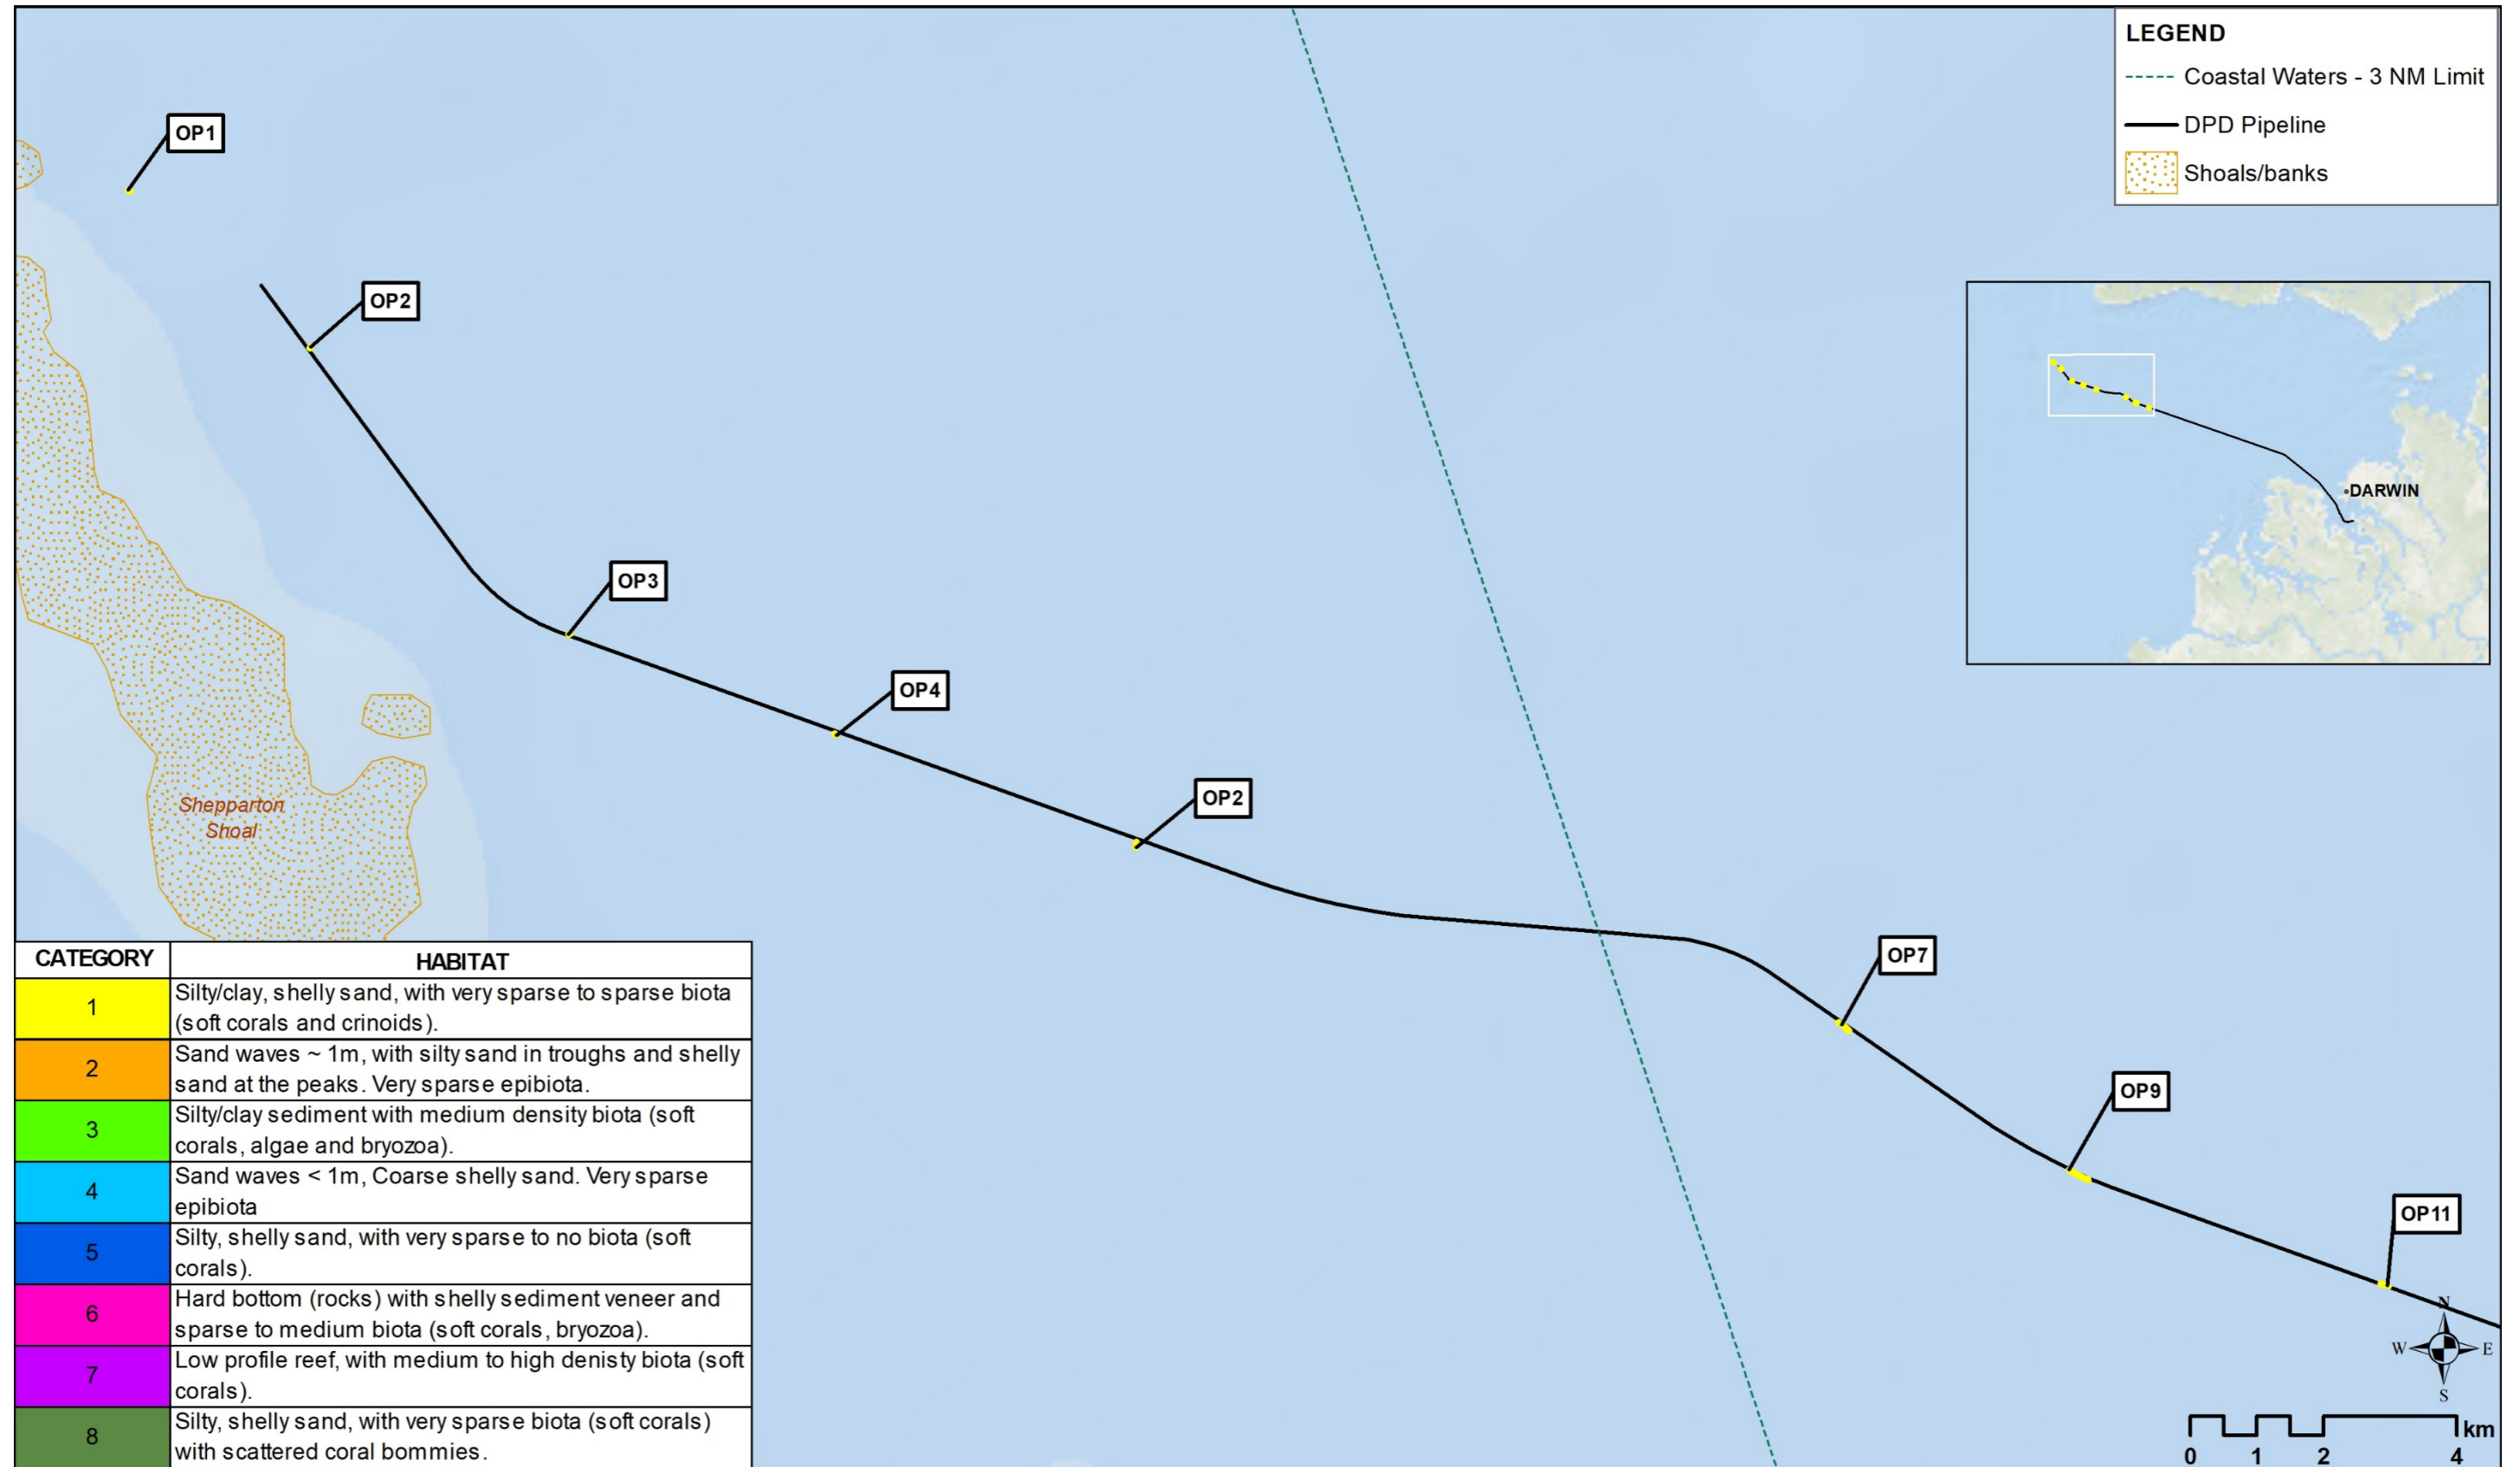 LEGEND
Coastal Waters - 3 NM Limit
DPD Pipeline
Shoals/banks
OP1
OP2
OP3
OP4
OP2
OP7
OP9
OP11
DARWIN
Shepparton
Shoal
CATEGORY HABITAT
1 Silty/clay, shelly sand, with very sparse to sparse biota
(soft corals and crinoids).
2 Sand waves ~ 1m, with silty sand in troughs and shelly
sand at the peaks. Very sparse epibiota.
3 Silty/clay sediment with medium density biota (soft
corals, algae and bryozoa).
4 Sand waves < 1m, Coarse shelly sand. Very sparse
epibiota
5 Silty, shelly sand, with very sparse to no biota (soft
corals).
6 Hard bottom (rocks) with shelly sediment veneer and
sparse to medium biota (soft corals, bryozoa).
7 Low profile reef, with medium to high denisty biota (soft
corals).
8 Silty, shelly sand, with very sparse biota (soft corals)
with scattered coral bommies.
N
W E
S
km
0 1 2 4